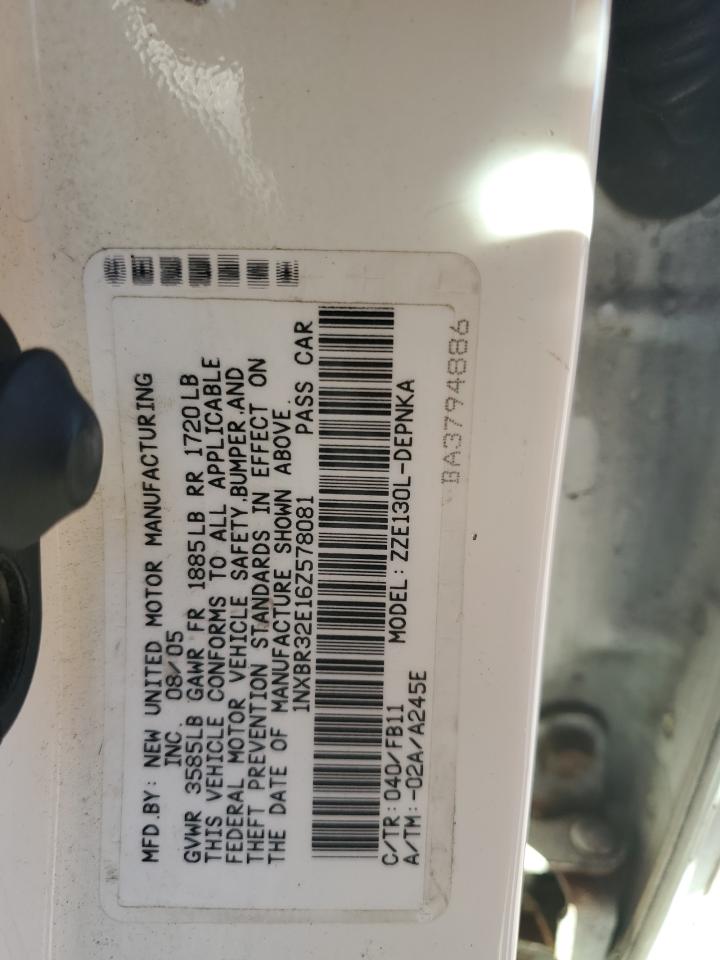 MFD.BY: NEW UNITED MOTOR MANUFACTURING
INC. 08/05
GVWR 3585LB GAWR FR 1885LB RR 1720LB
THIS VEHICLE CONFORMS TO ALL APPLICABLE
FEDERAL MOTOR VEHICLE SAFETY,BUMPER,AND
THEFT PREVENTION STANDARDS IN EFFECT ON
THE DATE OF MANUFACTURE SHOWN ABOVE.
1NXBR32E16Z578081 PASS CAR
C/TR:040/FB11 MODEL:ZZE130L-DEPNKA
A/TM:-02A/A245E
BA3794886